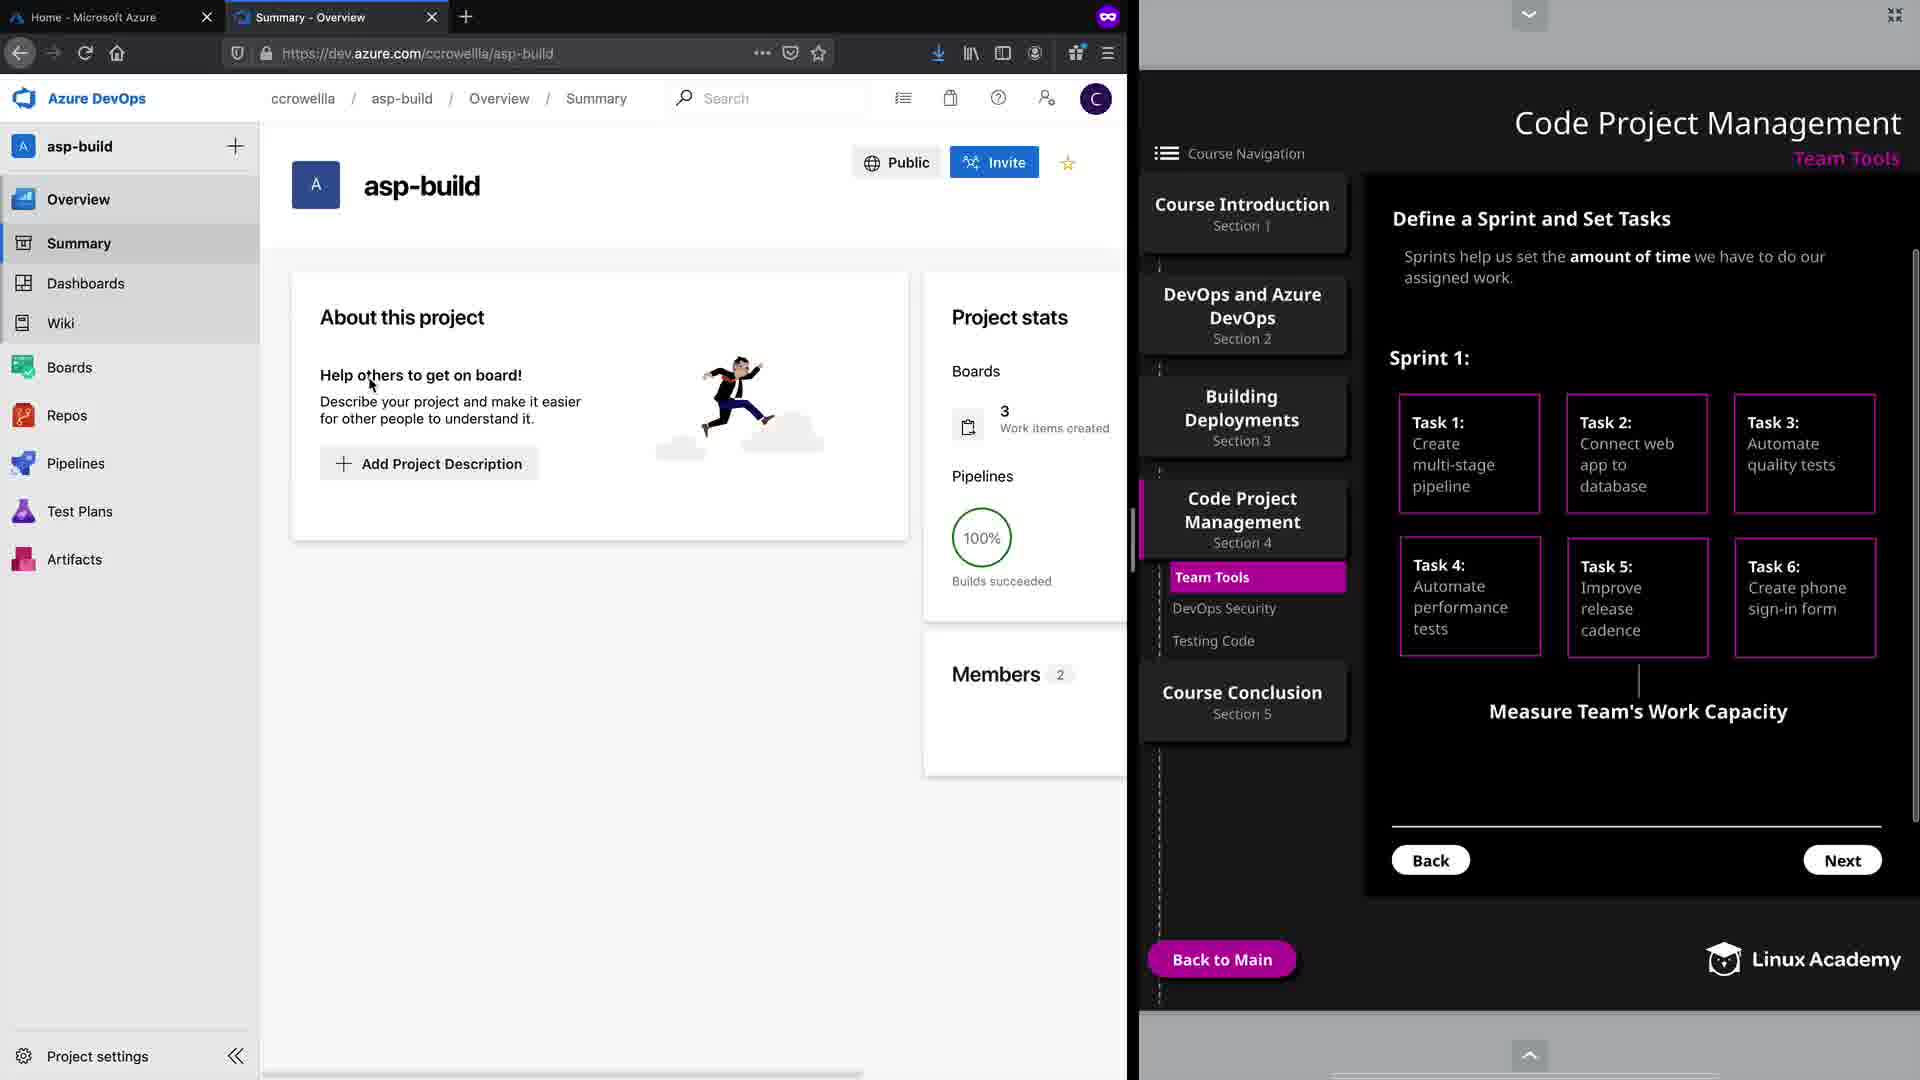 Home - Microsoft Azure
Summary - Overview
https://dev.azure.com/ccrowellla/asp-build
Azure DevOps
ccrowellla / asp-build / Overview / Summary
Search
C
A asp-build
Overview
Summary
Dashboards
Wiki
Boards
Repos
Pipelines
Test Plans
Artifacts
Project settings
A
asp-build
Public
Invite
About this project
Help others to get on board!
Describe your project and make it easier
for other people to understand it.
Add Project Description
Project stats
Boards
3
Work items created
Pipelines
100%
Builds succeeded
Members 2
Code Project Management
Team Tools
Course Navigation
Course Introduction
Section 1
DevOps and Azure
DevOps
Section 2
Building
Deployments
Section 3
Code Project
Management
Section 4
Team Tools
DevOps Security
Testing Code
Course Conclusion
Section 5
Back to Main
Define a Sprint and Set Tasks
Sprints help us set the amount of time we have to do our
assigned work.
Sprint 1:
Task 1:
Create
multi-stage
pipeline
Task 2:
Connect web
app to
database
Task 3:
Automate
quality tests
Task 4:
Automate
performance
tests
Task 5:
Improve
release
cadence
Task 6:
Create phone
sign-in form
Measure Team's Work Capacity
Back
Next
Linux Academy